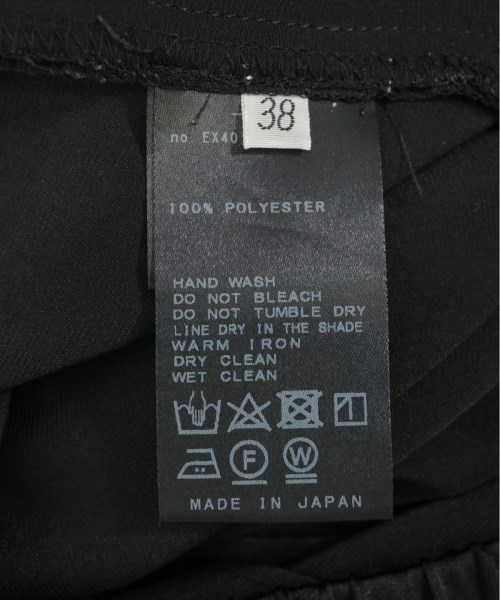 38
no. EX40
100% POLYESTER
HAND WASH
DO NOT BLEACH
DO NOT TUMBLE DRY
LINE DRY IN THE SHADE
WARM IRON
DRY CLEAN
WET CLEAN
F W
MADE IN JAPAN